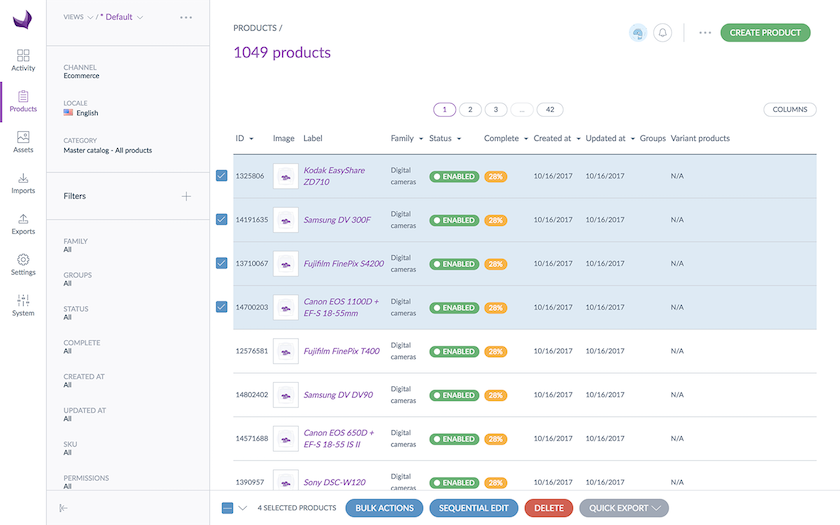 VIEWS / * Default
CHANNEL
Ecommerce
LOCALE
English
CATEGORY
Master catalog - All products
Filters
FAMILY
All
GROUPS
All
STATUS
All
COMPLETE
All
CREATED AT
All
UPDATED AT
All
SKU
All
PERMISSIONS
All
Activity
Products
Assets
Imports
Exports
Settings
System
PRODUCTS /
1049 products
CREATE PRODUCT
1 2 3 ... 42
COLUMNS
ID Image Label Family Status Complete Created at Updated at Groups Variant products
1325806 Kodak EasyShare ZD710 Digital cameras ENABLED 28% 10/16/2017 10/16/2017 N/A
14191635 Samsung DV 300F Digital cameras ENABLED 28% 10/16/2017 10/16/2017 N/A
13710067 Fujifilm FinePix S4200 Digital cameras ENABLED 28% 10/16/2017 10/16/2017 N/A
14700203 Canon EOS 1100D + EF-S 18-55mm Digital cameras ENABLED 28% 10/16/2017 10/16/2017 N/A
12576581 Fujifilm FinePix T400 Digital cameras ENABLED 28% 10/16/2017 10/16/2017 N/A
14802402 Samsung DV DV90 Digital cameras ENABLED 28% 10/16/2017 10/16/2017 N/A
14571688 Canon EOS 650D + EF-S 18-55 IS II Digital cameras ENABLED 28% 10/16/2017 10/16/2017 N/A
1390957 Sony DSC-W120 Digital cameras ENABLED 28% 10/16/2017 10/16/2017 N/A
4 SELECTED PRODUCTS
BULK ACTIONS
SEQUENTIAL EDIT
DELETE
QUICK EXPORT